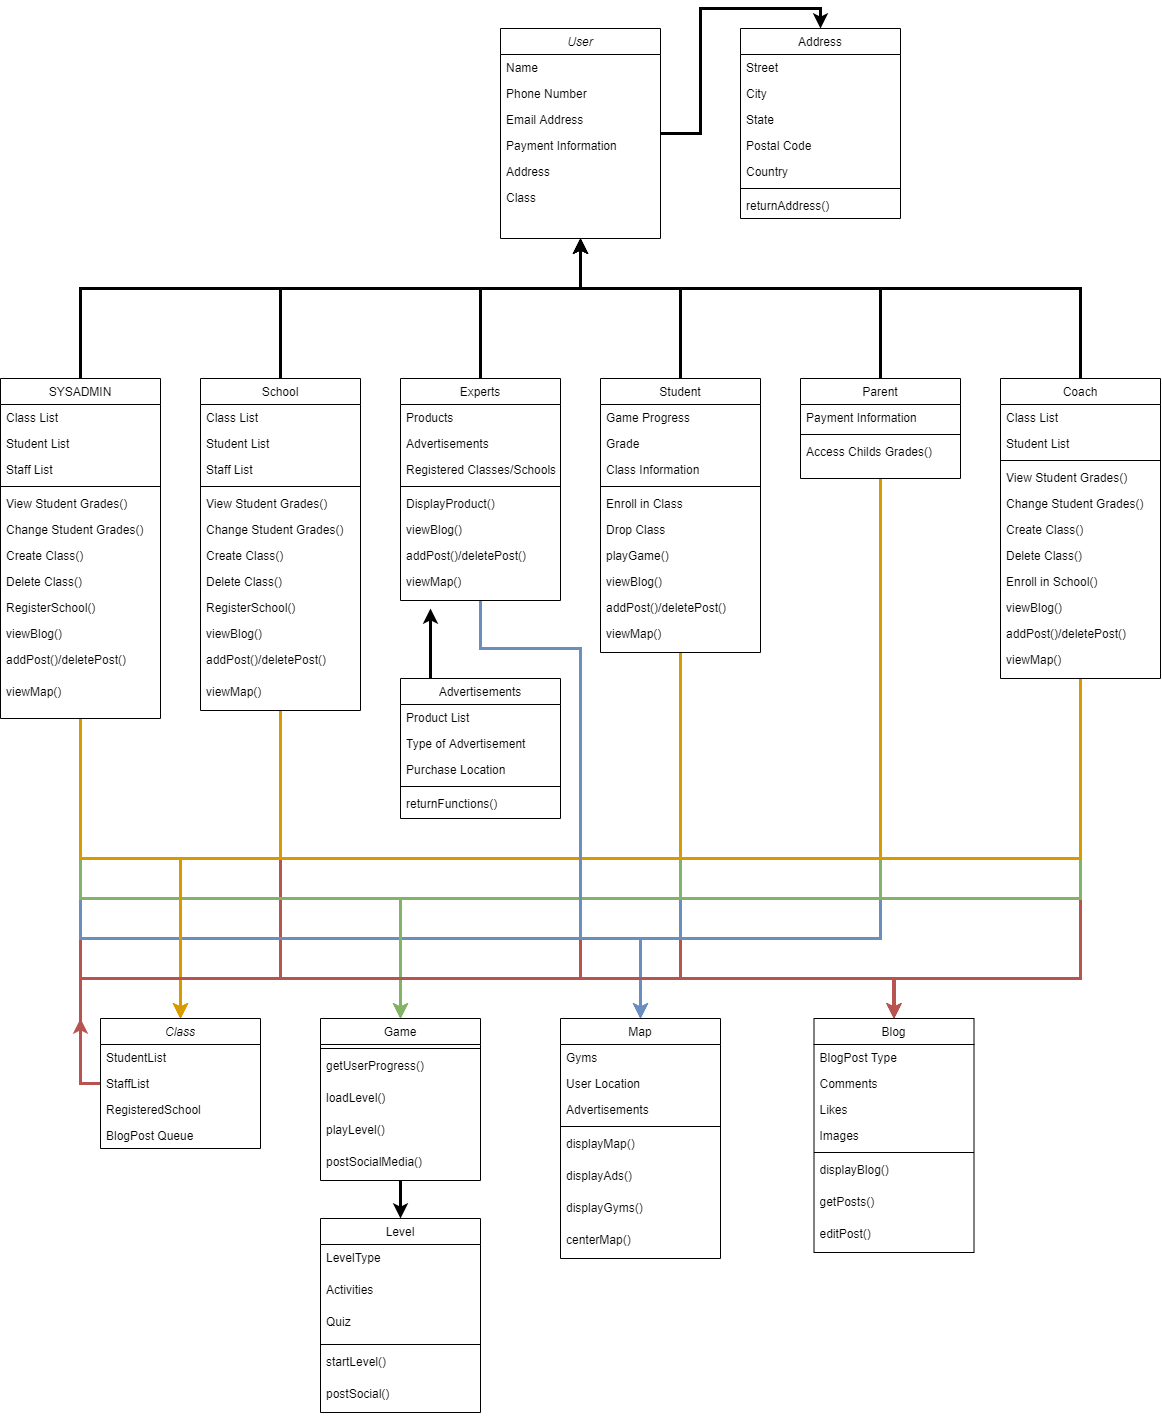 User
Name
Phone Number
Email Address
Payment Information
Address
Class
Address
Street
City
State
Postal Code
Country
returnAddress()
SYSADMIN
Class List
Student List
Staff List
View Student Grades()
Change Student Grades()
Create Class()
Delete Class()
RegisterSchool()
viewBlog()
addPost()/deletePost()
viewMap()
School
Class List
Student List
Staff List
View Student Grades()
Change Student Grades()
Create Class()
Delete Class()
RegisterSchool()
viewBlog()
addPost()/deletePost()
viewMap()
Experts
Products
Advertisements
Registered Classes/Schools
DisplayProduct()
viewBlog()
addPost()/deletePost()
viewMap()
Student
Game Progress
Grade
Class Information
Enroll in Class
Drop Class
playGame()
viewBlog()
addPost()/deletePost()
viewMap()
Parent
Payment Information
Access Childs Grades()
Coach
Class List
Student List
View Student Grades()
Change Student Grades()
Create Class()
Delete Class()
Enroll in School()
viewBlog()
addPost()/deletePost()
viewMap()
Advertisements
Product List
Type of Advertisement
Purchase Location
returnFunctions()
Class
StudentList
StaffList
RegisteredSchool
BlogPost Queue
Game
getUserProgress()
loadLevel()
playLevel()
postSocialMedia()
Map
Gyms
User Location
Advertisements
displayMap()
displayAds()
displayGyms()
centerMap()
Blog
BlogPost Type
Comments
Likes
Images
displayBlog()
getPosts()
editPost()
Level
LevelType
Activities
Quiz
startLevel()
postSocial()